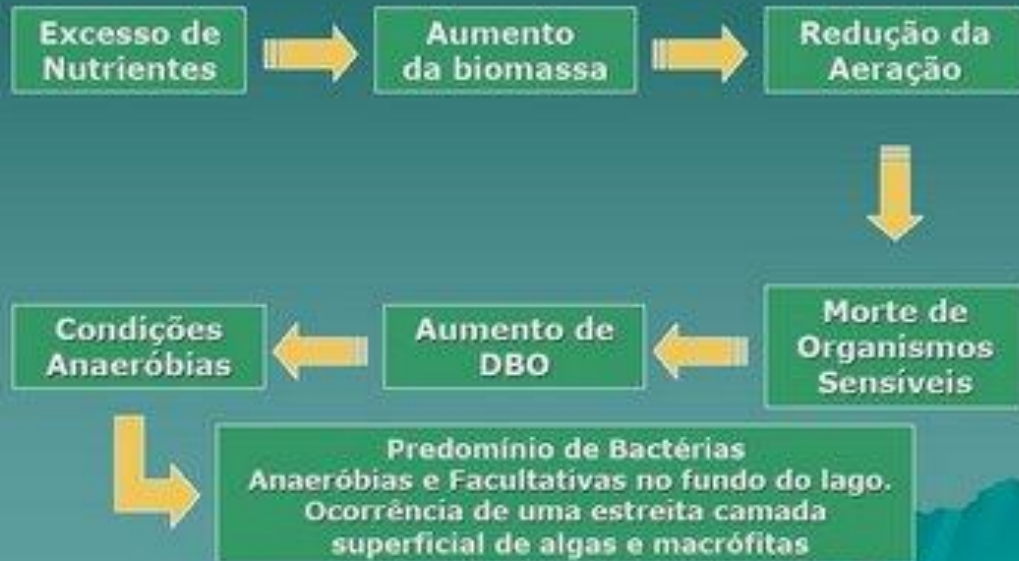 Excesso de
Nutrientes
Aumento
da biomassa
Redução da
Aeração
Morte de
Organismos
Sensíveis
Aumento de
DBO
Condições
Anaeróbias
Predomínio de Bactérias
Anaeróbias e Facultativas no fundo do lago.
Ocorrência de uma estreita camada
superficial de algas e macrófitas